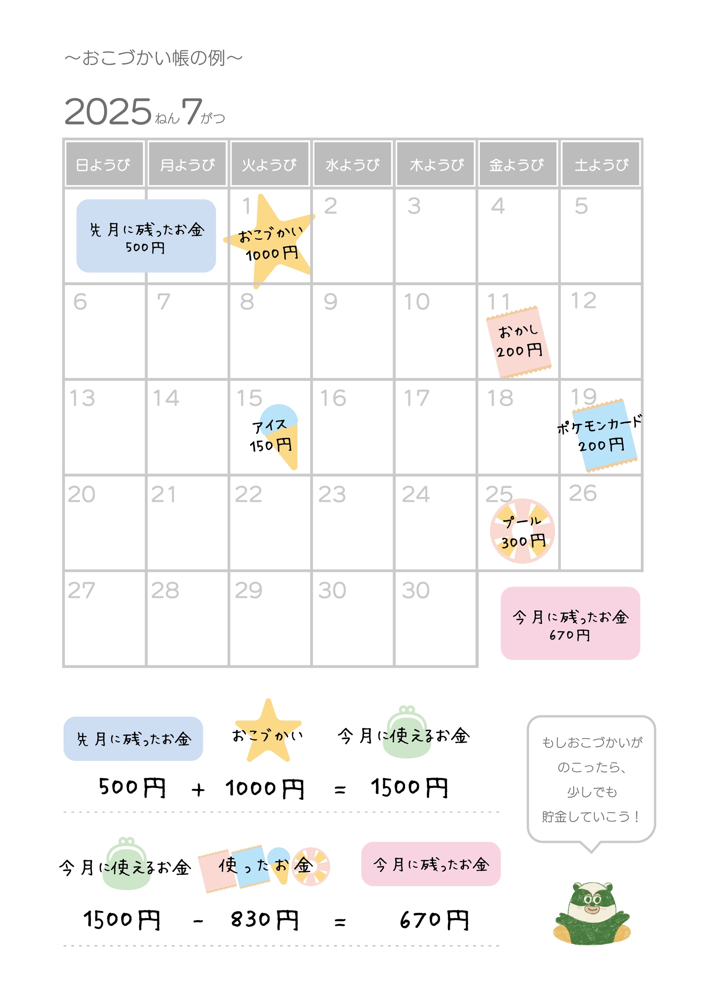 ～おこづかい帳の例～
2025ねん7がつ
日ようび 月ようび 火ようび 水ようび 木ようび 金ようび 土ようび
先月に残ったお金
500円
1
おこづかい
1000円
2
3
4
5
6
7
8
9
10
11
おかし
200円
12
13
14
15
アイス
150円
16
17
18
19
ポケモンカード
200円
20
21
22
23
24
25
プール
300円
26
27
28
29
30
30
今月に残ったお金
670円
先月に残ったお金 おこづかい 今月に使えるお金
500円 + 1000円 = 1500円
今月に使えるお金 使ったお金 今月に残ったお金
1500円 - 830円 = 670円
もしおこづかいが
のこったら、
少しでも
貯金していこう！